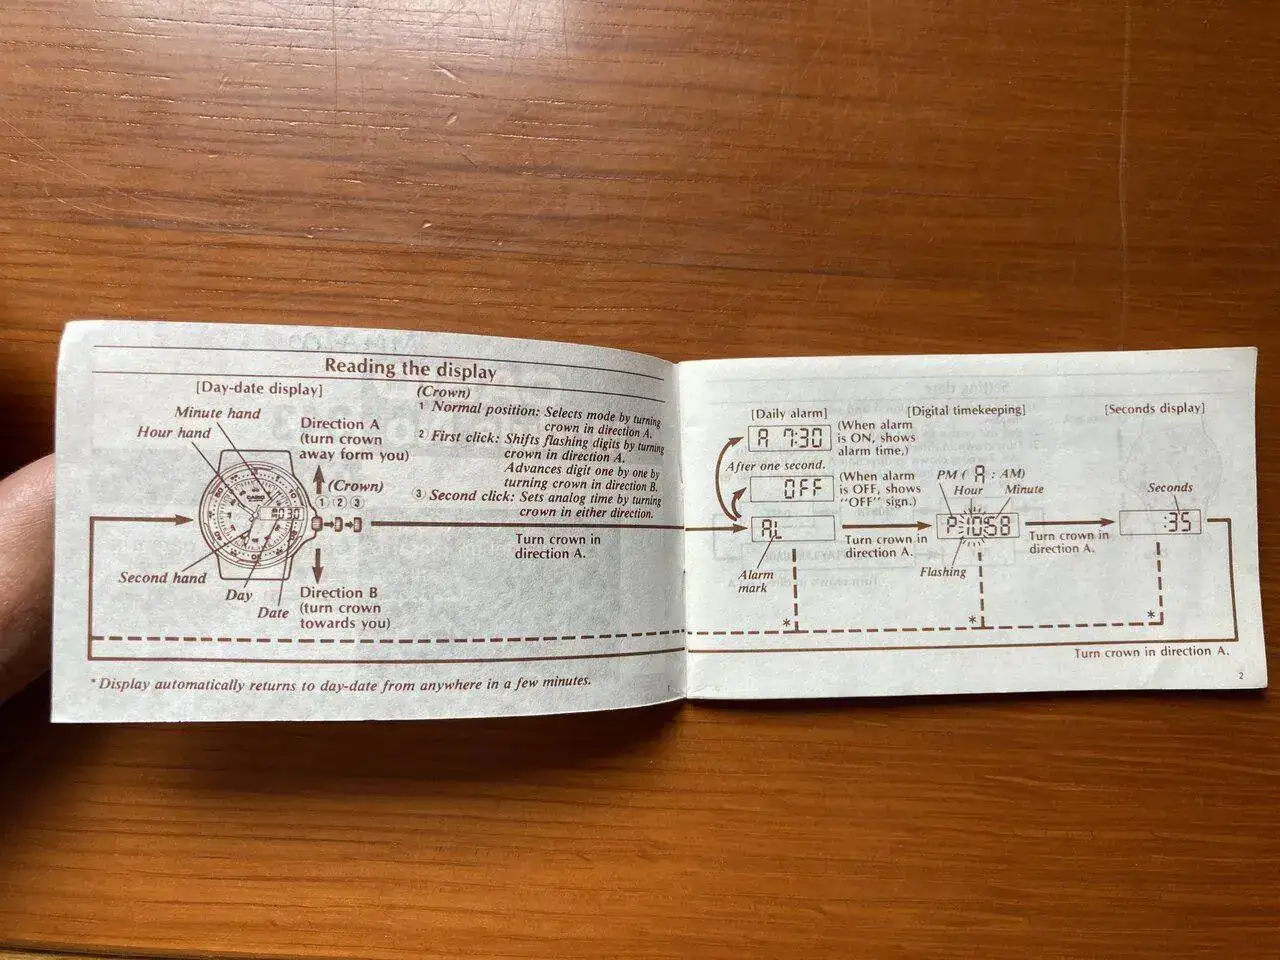 Reading the display
[Day-date display]
Minute hand
Hour hand
Direction A
(turn crown
away form you)
(Crown)
1 2 3
CASIO
Second hand
Day
Date
Direction B
(turn crown
towards you)
(Crown)
1 Normal position: Selects mode by turning
crown in direction A.
2 First click: Shifts flashing digits by turning
crown in direction A.
Advances digit one by one by
turning crown in direction B.
3 Second click: Sets analog time by turning
crown in either direction.
Turn crown in
direction A.
*Display automatically returns to day-date from anywhere in a few minutes.
1
[Daily alarm]
A 7:30
(When alarm
is ON, shows
alarm time,)
After one second.
OFF
(When alarm
is OFF, shows
"OFF" sign.)
AL
Alarm
mark
Turn crown in
direction A.
[Digital timekeeping]
PM ( A : AM)
Hour
Minute
P 10:58
Flashing
Turn crown in
direction A.
[Seconds display]
Seconds
:35
*
*
*
Turn crown in direction A.
2